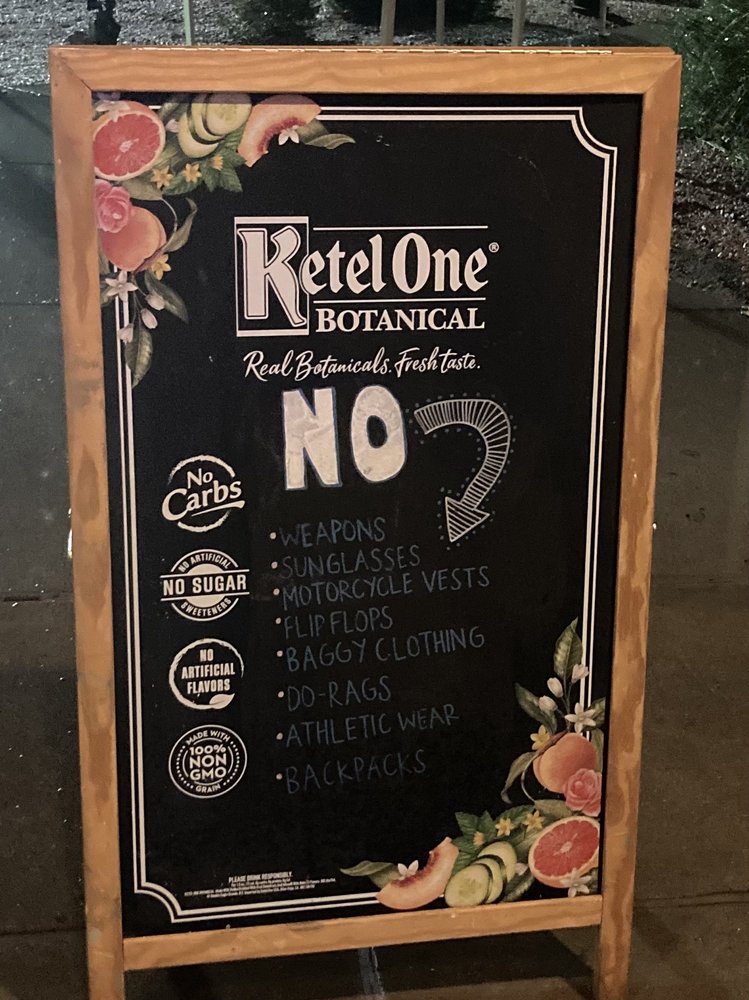 Ketel One®
BOTANICAL
Real Botanicals. Fresh taste.
NO
No
Carbs
NO ARTIFICIAL
NO SUGAR
SWEETENERS
NO
ARTIFICIAL
FLAVORS
MADE WITH
100%
NON
GMO
GRAIN
• WEAPONS
• SUNGLASSES
• MOTORCYCLE VESTS
• FLIP FLOPS
• BAGGY CLOTHING
• DO-RAGS
• ATHLETIC WEAR
• BACKPACKS
PLEASE DRINK RESPONSIBLY.